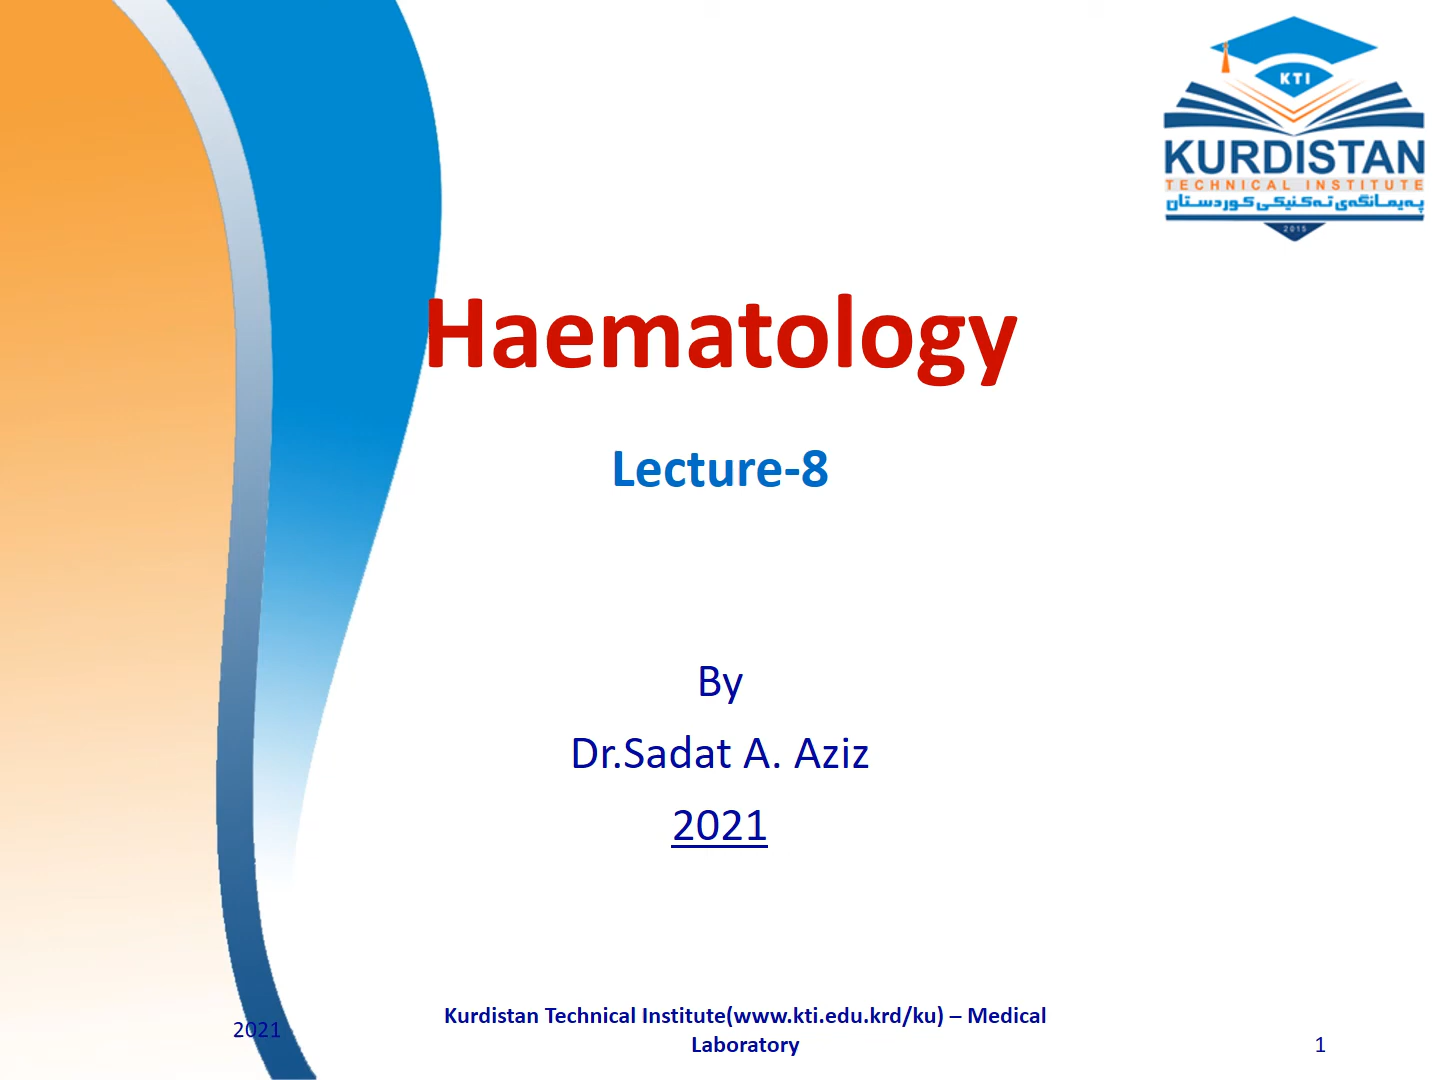 KTI
KURDISTAN
TECHNICAL INSTITUTE
پەیمانگەی تەکنیکی کوردستان
2015
Haematology
Lecture-8
By
Dr.Sadat A. Aziz
2021
2021
Kurdistan Technical Institute(www.kti.edu.krd/ku) – Medical
Laboratory
1